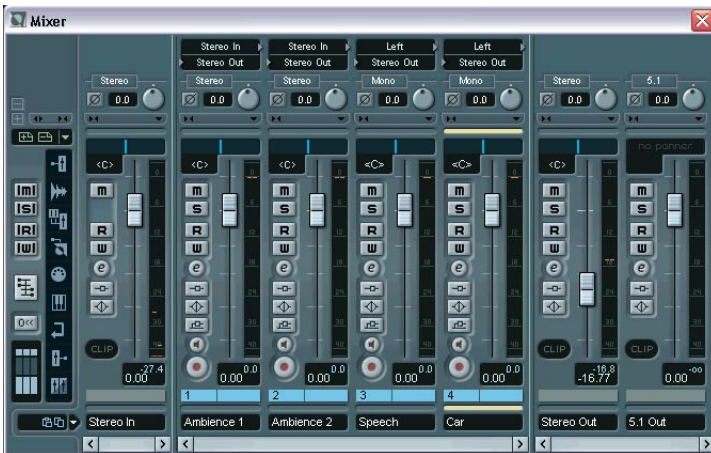 Mixer
Stereo In Stereo In Left Left
Stereo Out Stereo Out Stereo Out Stereo Out
Stereo Stereo Stereo Mono Mono Stereo 5.1
0.0 0.0 0.0 0.0 0.0 0.0 0.0
no panner
<C> <C> <C> <C> <C> <C>
m m m m m m m
S S S S S S
R R R R R R R
W W W W W W W
e e e e e e e
[m]
[S]
[R]
[W]
0<<
CLIP CLIP CLIP
-27.4 0.0 0.0 0.0 0.0 -16.8 -oo
0.00 0.00 0.00 0.00 0.00 -16.77 0.00
1 2 3 4
Stereo In Ambience 1 Ambience 2 Speech Car Stereo Out 5.1 Out